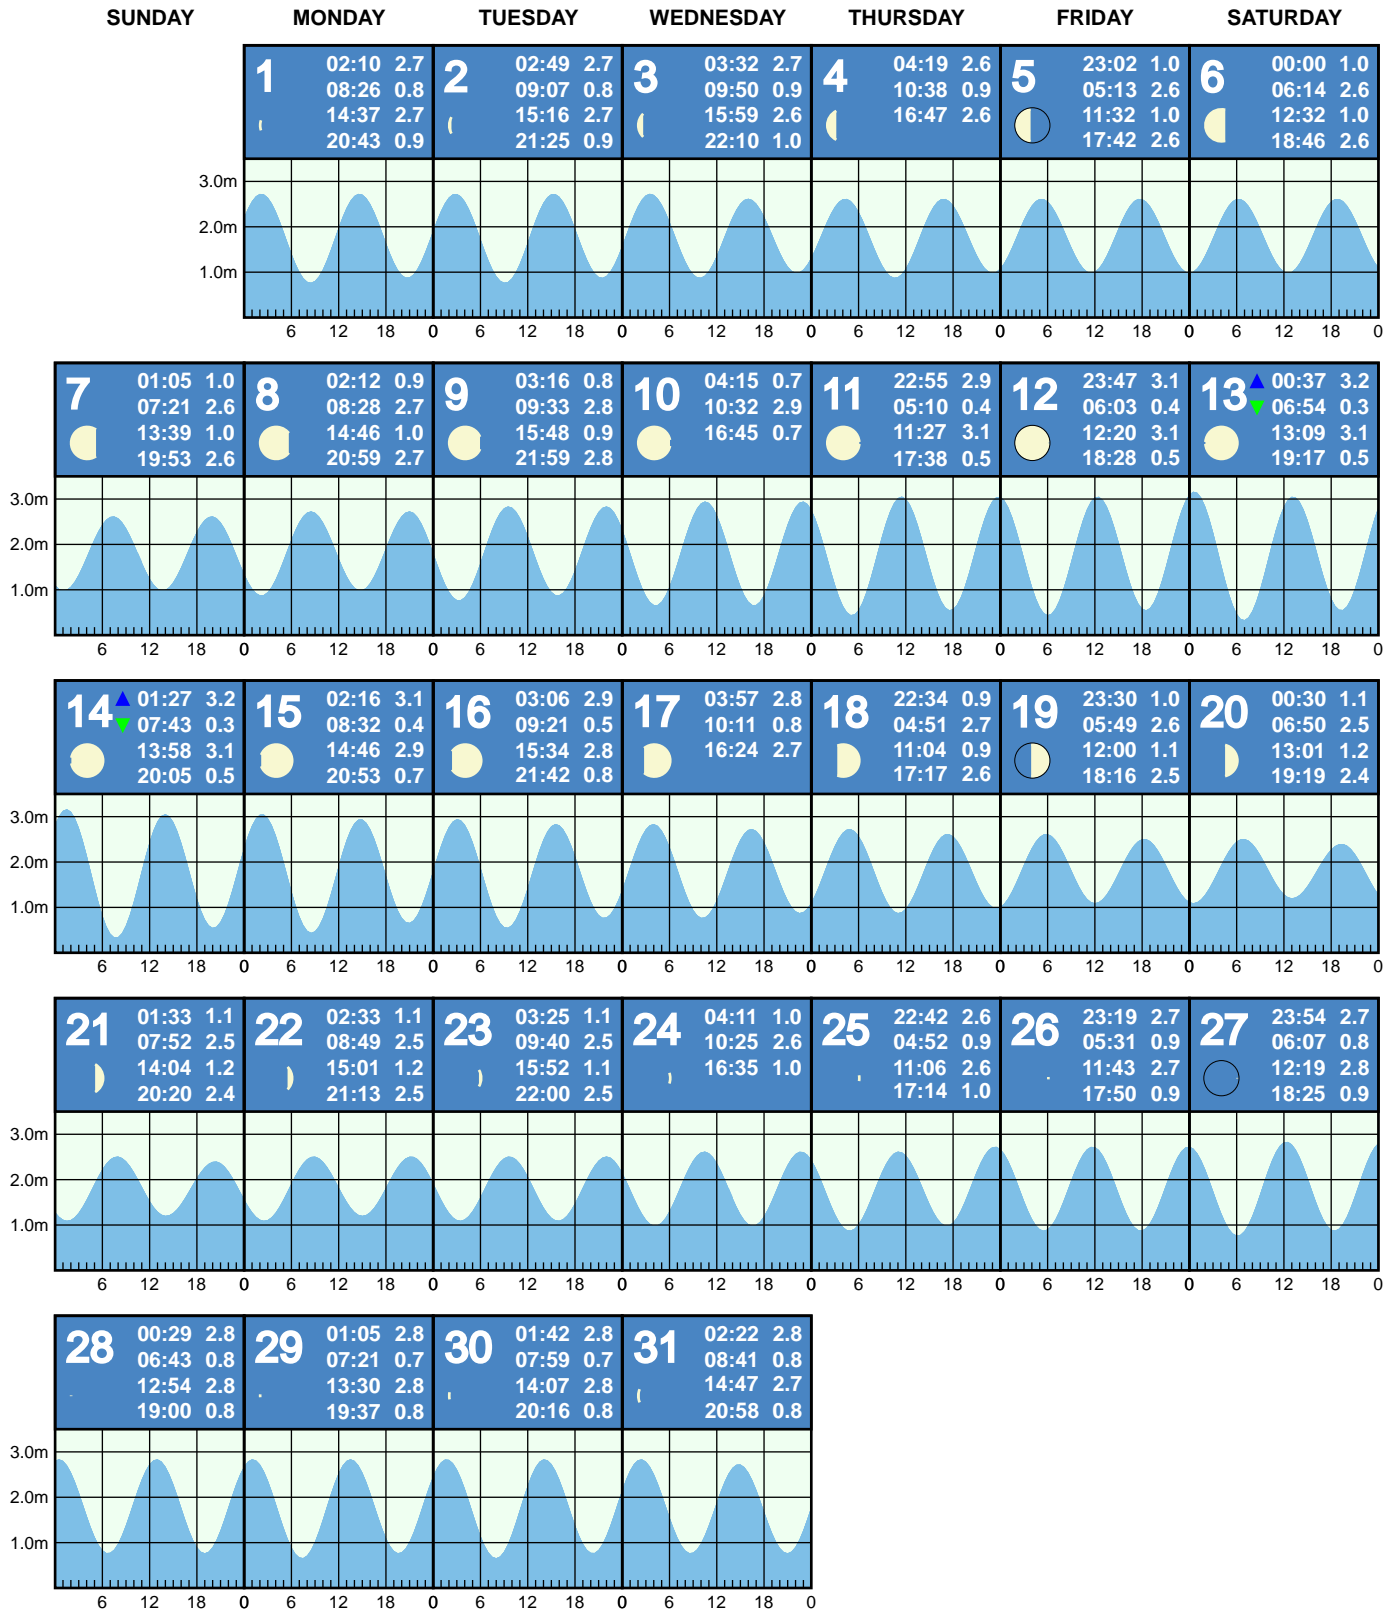 SUNDAY MONDAY TUESDAY WEDNESDAY THURSDAY FRIDAY SATURDAY
1 02:10 2.7
08:26 0.8
14:37 2.7
20:43 0.9
2 02:49 2.7
09:07 0.8
15:16 2.7
21:25 0.9
3 03:32 2.7
09:50 0.9
15:59 2.6
22:10 1.0
4 04:19 2.6
10:38 0.9
16:47 2.6
5 23:02 1.0
05:13 2.6
11:32 1.0
17:42 2.6
6 00:00 1.0
06:14 2.6
12:32 1.0
18:46 2.6
3.0m
2.0m
1.0m
6 12 18 0 6 12 18 0 6 12 18 0 6 12 18 0 6 12 18 0 6 12 18 0
7 01:05 1.0
07:21 2.6
13:39 1.0
19:53 2.6
8 02:12 0.9
08:28 2.7
14:46 1.0
20:59 2.7
9 03:16 0.8
09:33 2.8
15:48 0.9
21:59 2.8
10 04:15 0.7
10:32 2.9
16:45 0.7
11 22:55 2.9
05:10 0.4
11:27 3.1
17:38 0.5
12 23:47 3.1
06:03 0.4
12:20 3.1
18:28 0.5
13 00:37 3.2
06:54 0.3
13:09 3.1
19:17 0.5
3.0m
2.0m
1.0m
6 12 18 0 6 12 18 0 6 12 18 0 6 12 18 0 6 12 18 0 6 12 18 0 6 12 18 0
14 01:27 3.2
07:43 0.3
13:58 3.1
20:05 0.5
15 02:16 3.1
08:32 0.4
14:46 2.9
20:53 0.7
16 03:06 2.9
09:21 0.5
15:34 2.8
21:42 0.8
17 03:57 2.8
10:11 0.8
16:24 2.7
18 22:34 0.9
04:51 2.7
11:04 0.9
17:17 2.6
19 23:30 1.0
05:49 2.6
12:00 1.1
18:16 2.5
20 00:30 1.1
06:50 2.5
13:01 1.2
19:19 2.4
3.0m
2.0m
1.0m
6 12 18 0 6 12 18 0 6 12 18 0 6 12 18 0 6 12 18 0 6 12 18 0 6 12 18 0
21 01:33 1.1
07:52 2.5
14:04 1.2
20:20 2.4
22 02:33 1.1
08:49 2.5
15:01 1.2
21:13 2.5
23 03:25 1.1
09:40 2.5
15:52 1.1
22:00 2.5
24 04:11 1.0
10:25 2.6
16:35 1.0
25 22:42 2.6
04:52 0.9
11:06 2.6
17:14 1.0
26 23:19 2.7
05:31 0.9
11:43 2.7
17:50 0.9
27 23:54 2.7
06:07 0.8
12:19 2.8
18:25 0.9
3.0m
2.0m
1.0m
6 12 18 0 6 12 18 0 6 12 18 0 6 12 18 0 6 12 18 0 6 12 18 0 6 12 18 0
28 00:29 2.8
06:43 0.8
12:54 2.8
19:00 0.8
29 01:05 2.8
07:21 0.7
13:30 2.8
19:37 0.8
30 01:42 2.8
07:59 0.7
14:07 2.8
20:16 0.8
31 02:22 2.8
08:41 0.8
14:47 2.7
20:58 0.8
3.0m
2.0m
1.0m
6 12 18 0 6 12 18 0 6 12 18 0 6 12 18 0